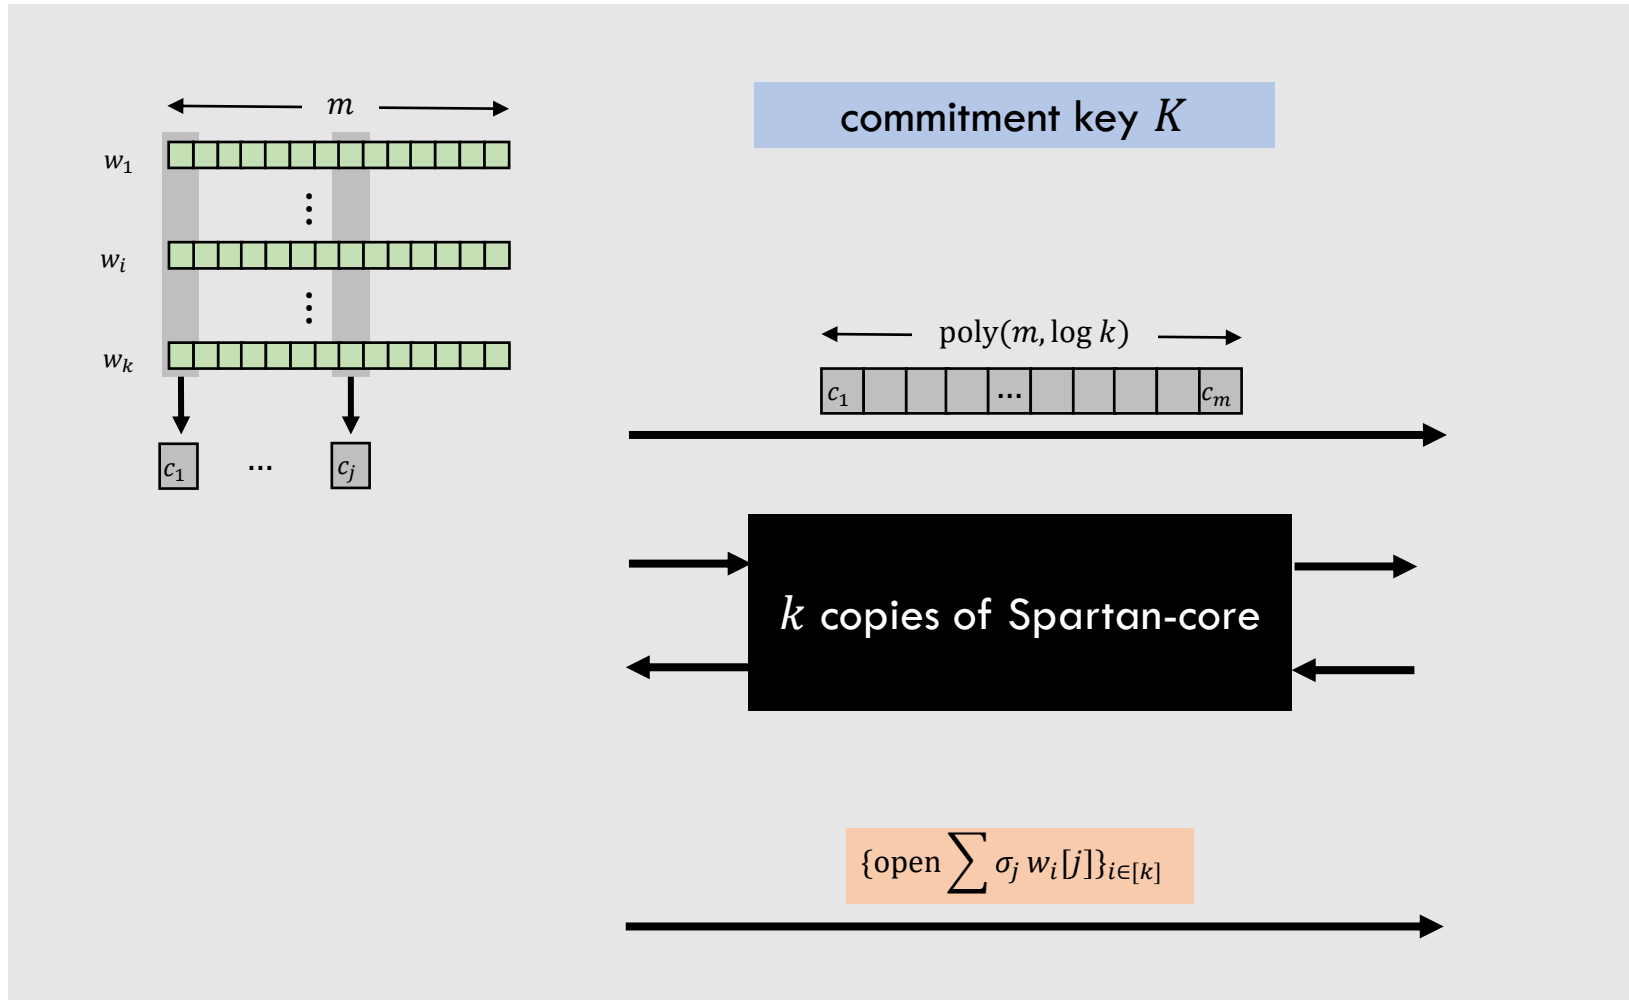 m
commitment key K
w₁
⋮
wᵢ
⋮
wₖ
poly(m, log k)
c₁ ... cₘ
c₁ ... cⱼ
k copies of Spartan-core
{open ∑ σⱼ wᵢ[j]}ᵢ∈[k]